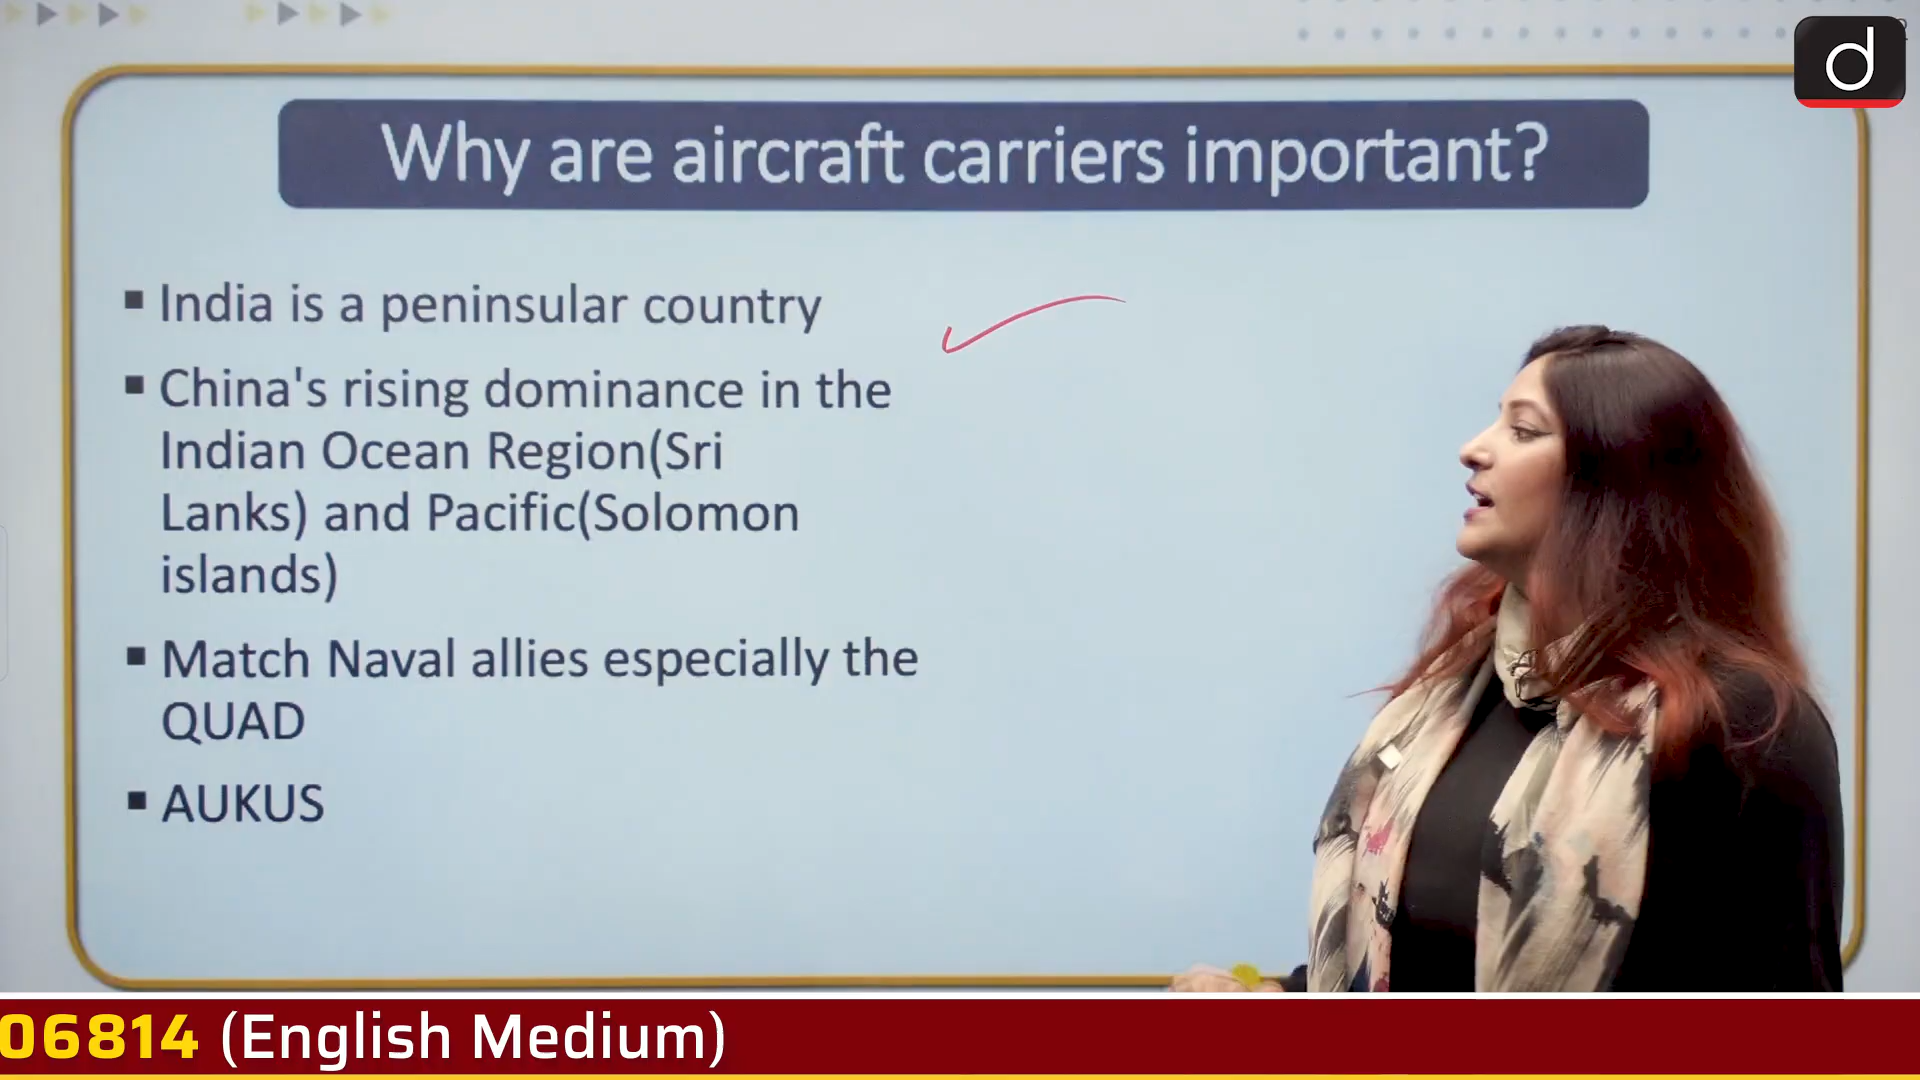 Why are aircraft carriers important?
▪ India is a peninsular country
▪ China's rising dominance in the
Indian Ocean Region(Sri
Lanks) and Pacific(Solomon
islands)
▪ Match Naval allies especially the
QUAD
▪ AUKUS
d
06814 (English Medium)